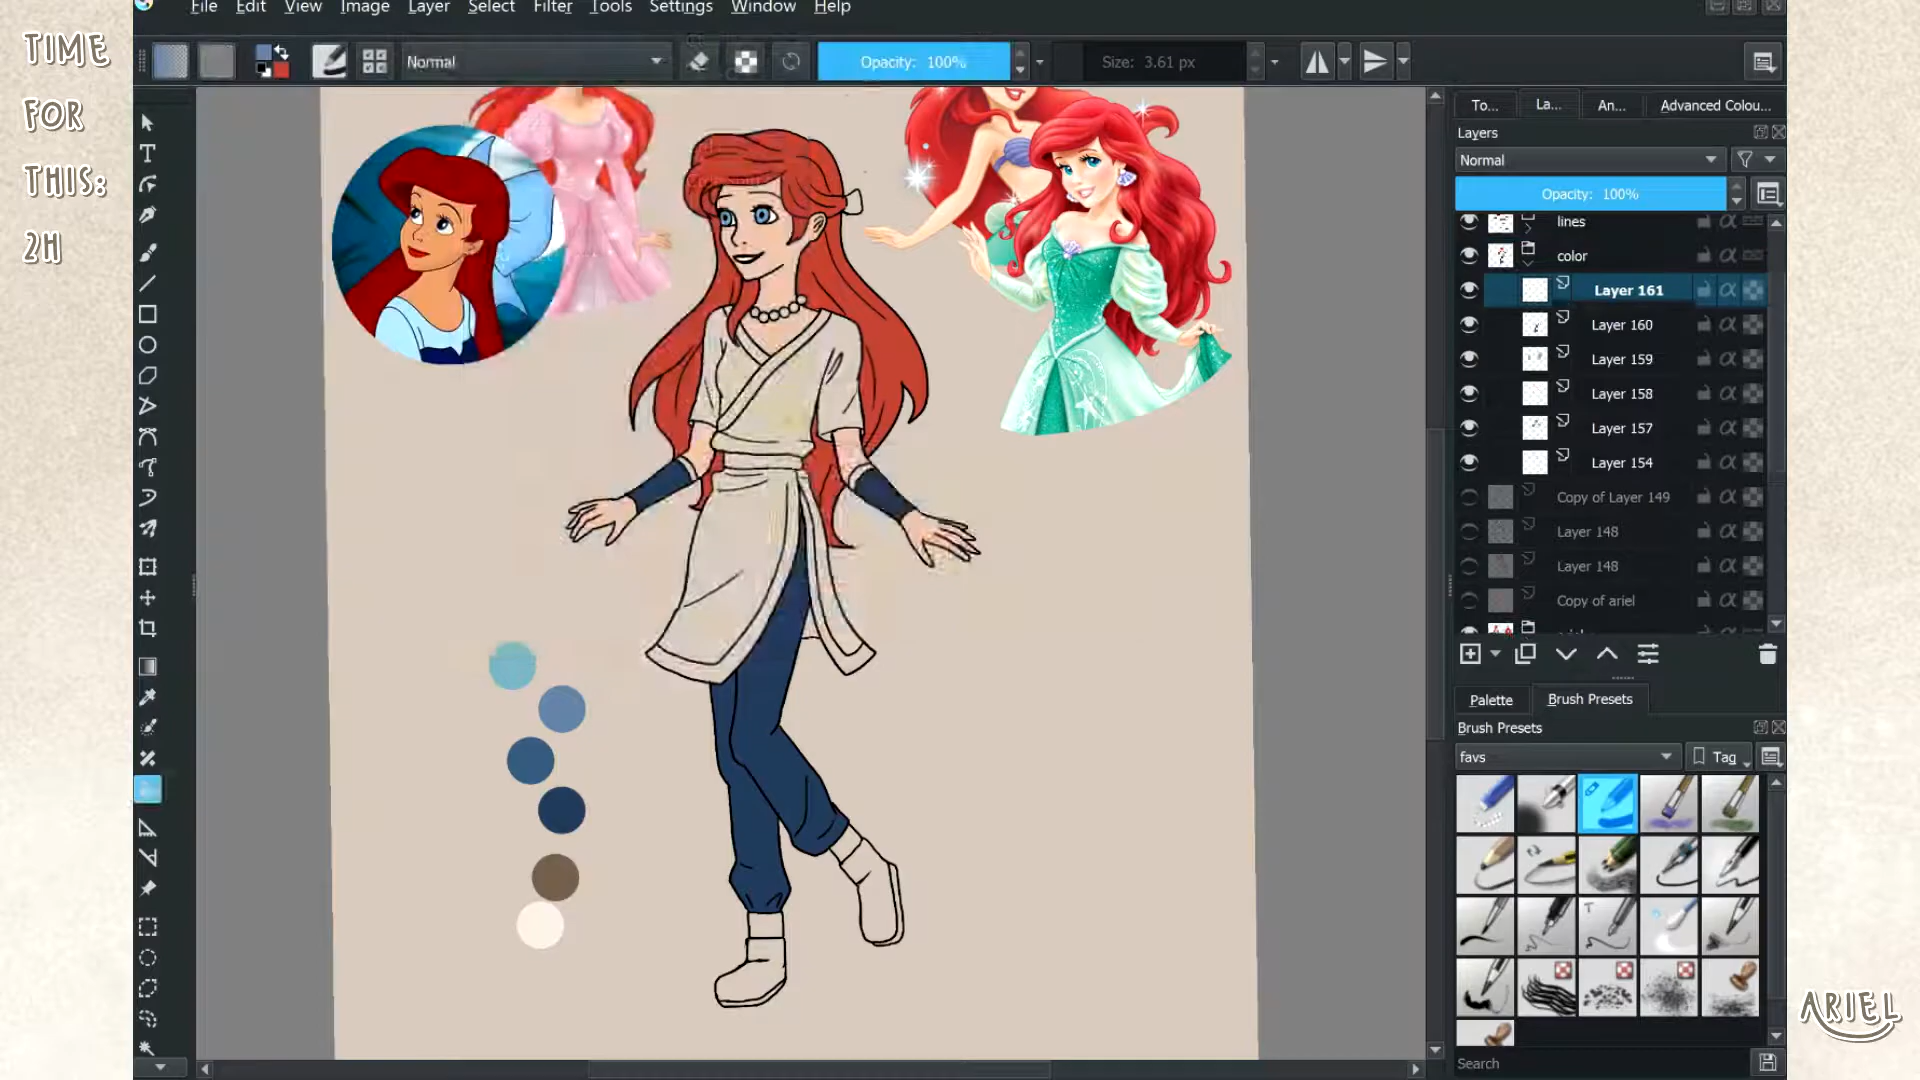 TIME
FOR
THIS:
2H
File Edit View Image Layer Select Filter Tools Settings Window Help
Normal
Opacity: 100%
Size: 3.61 px
To... La... An... Advanced Colou...
Layers
Normal
Opacity: 100%
lines
color
Layer 161
Layer 160
Layer 159
Layer 158
Layer 157
Layer 154
Copy of Layer 149
Layer 148
Layer 148
Copy of ariel
Palette Brush Presets
Brush Presets
favs
Tag
Search
ARIEL